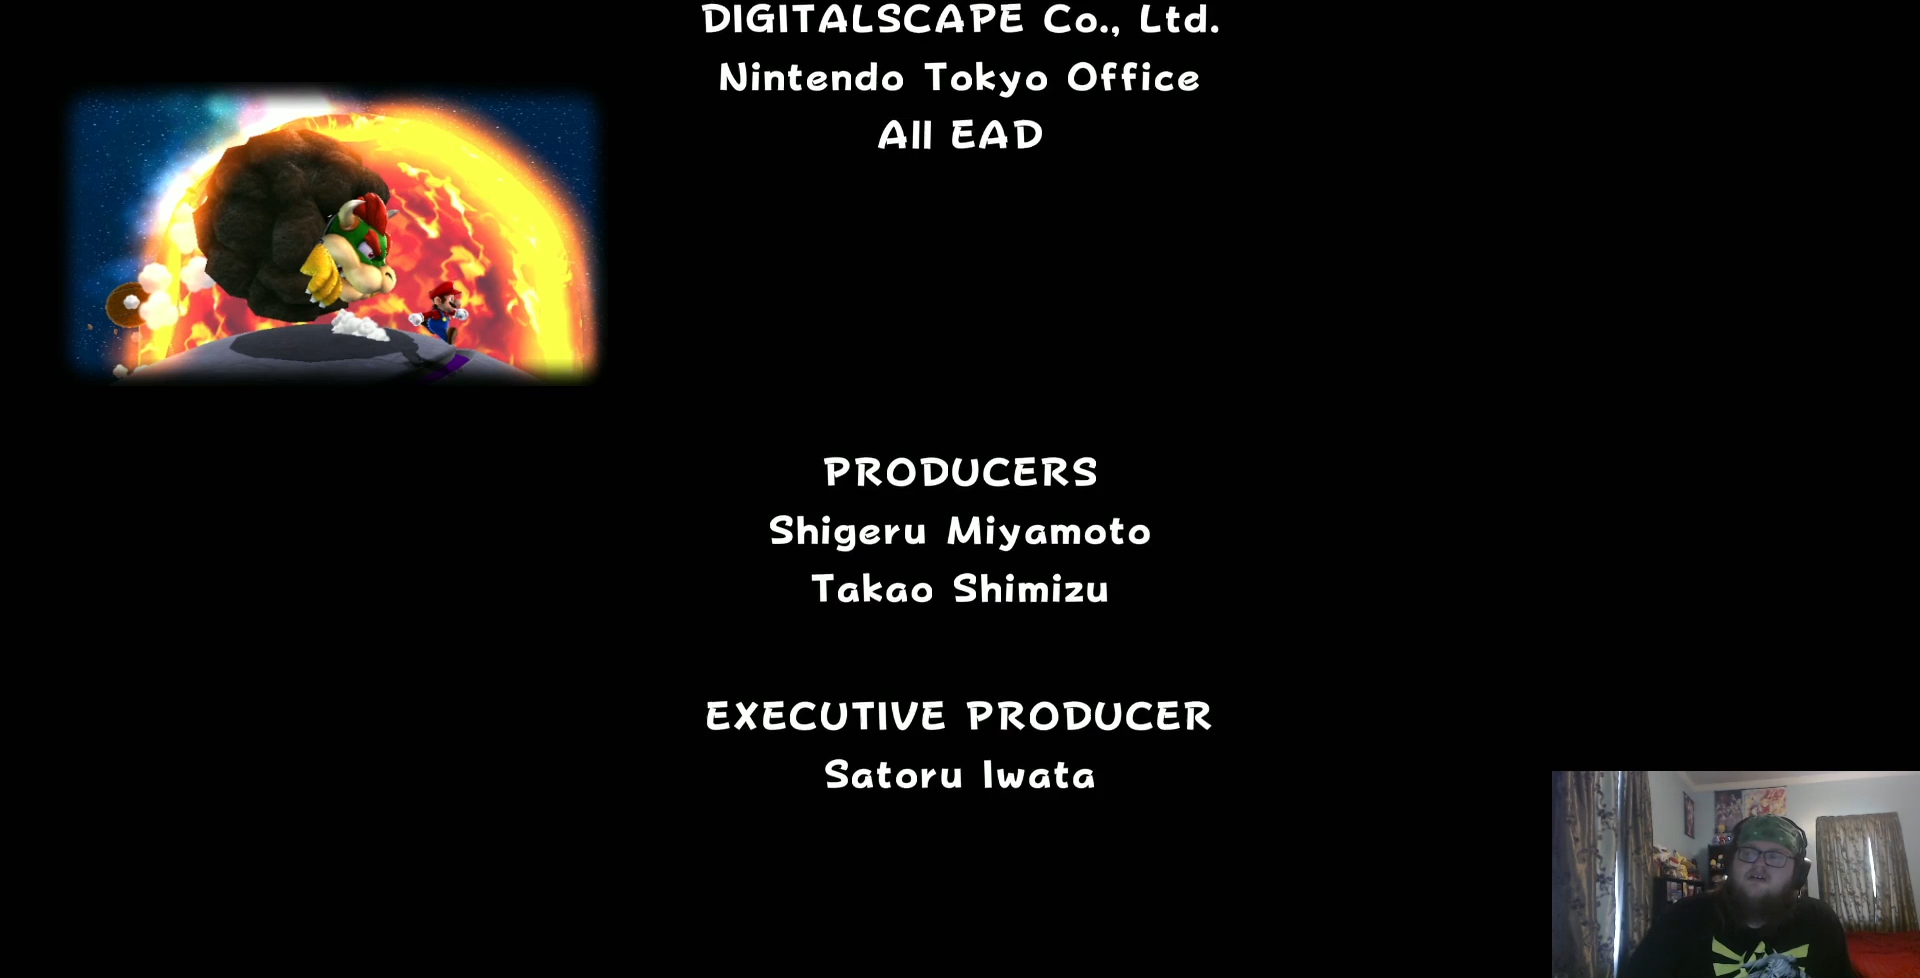 DIGITALSCAPE Co., Ltd.
Nintendo Tokyo Office
All EAD
PRODUCERS
Shigeru Miyamoto
Takao Shimizu
EXECUTIVE PRODUCER
Satoru Iwata